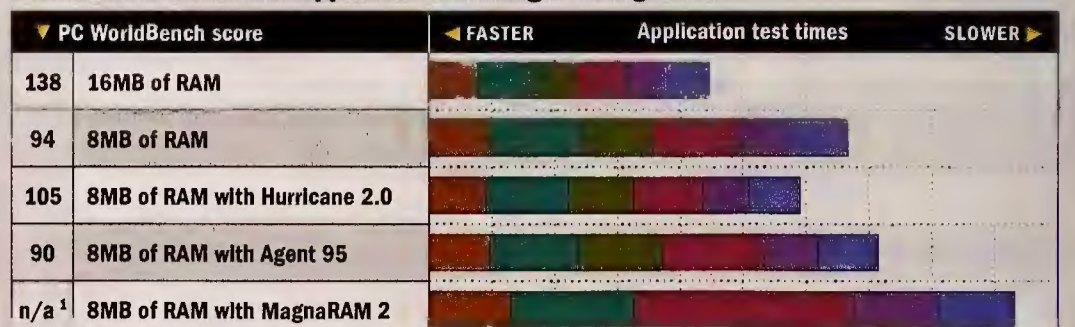 PC WorldBench score
FASTER Application test times SLOWER
138 16MB of RAM
94 8MB of RAM
105 8MB of RAM with Hurricane 2.0
90 8MB of RAM with Agent 95
n/a¹ 8MB of RAM with MagnaRAM 2